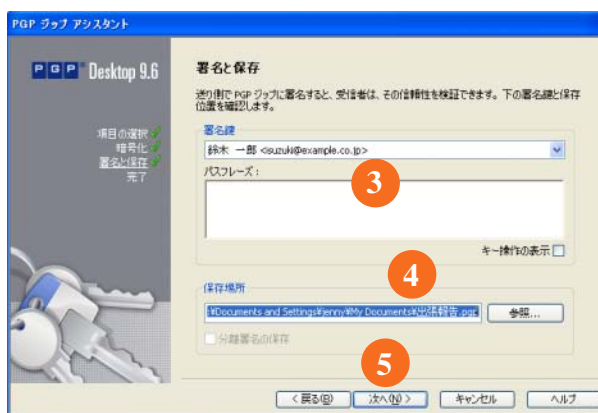 PGP ジップ アシスタント
PGP Desktop 9.6
項目の選択
暗号化
署名と保存
完了
署名と保存
送り側で PGP ジップに署名すると、受信者は、その信頼性を検証できます。下の署名鍵と保存
位置を確認します。
署名鍵
鈴木 一郎 <isuzuki@example.co.jp>
パスフレーズ :
3
キー操作の表示
4
保存場所
:¥Documents and Settings¥jenny¥My Documents¥出張報告.pgp
参照...
分離署名の保存
5
< 戻る(B)
次へ(N) >
キャンセル
ヘルプ